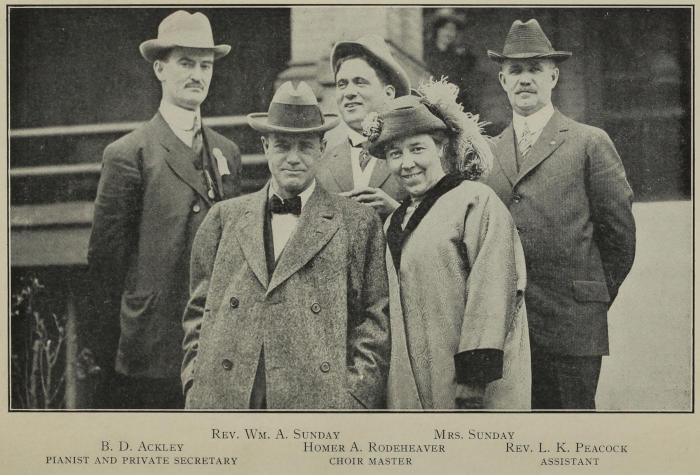 Rev. Wm. A. Sunday Mrs. Sunday
B. D. Ackley Homer A. Rodeheaver Rev. L. K. Peacock
pianist and private secretary choir master assistant